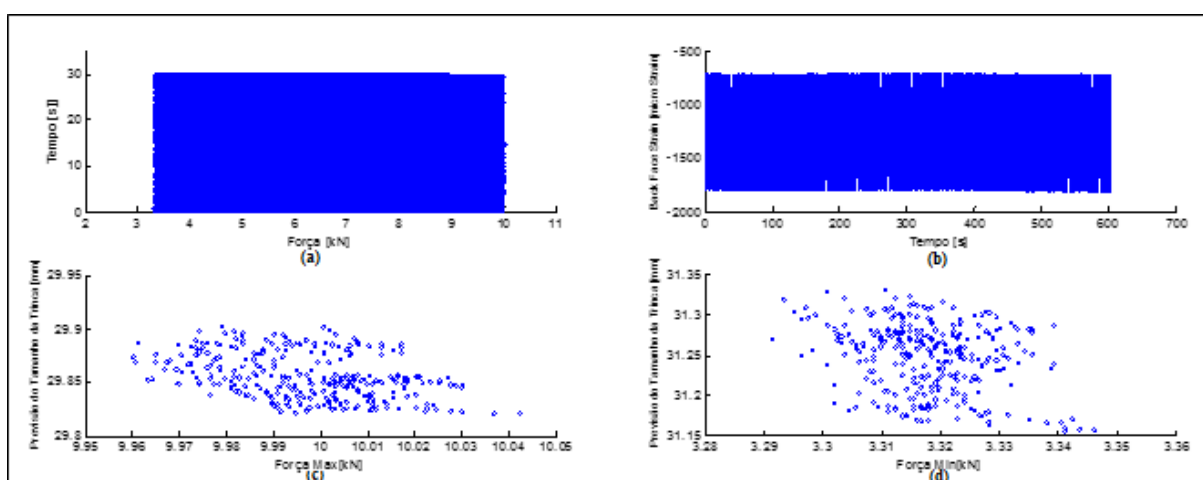 30
20
10
0
Tempo [s]]
2 3 4 5 6 7 8 9 10 11
Força [kN]
(a)
-500
-1000
-1500
-2000
Back Face Strain [micro Strain]
0 100 200 300 400 500 600 700
Tempo [s]
(b)
29.95
29.9
29.85
29.8
Previsão do Tamanho da Trinca [mm]
9.95 9.96 9.97 9.98 9.99 10 10.01 10.02 10.03 10.04 10.05
Força Max[kN]
(c)
31.35
31.3
31.25
31.2
31.15
Previsão do Tamanho da Trinca [mm]
3.28 3.29 3.30 3.31 3.32 3.33 3.34 3.35 3.36
Força Min[kN]
(d)